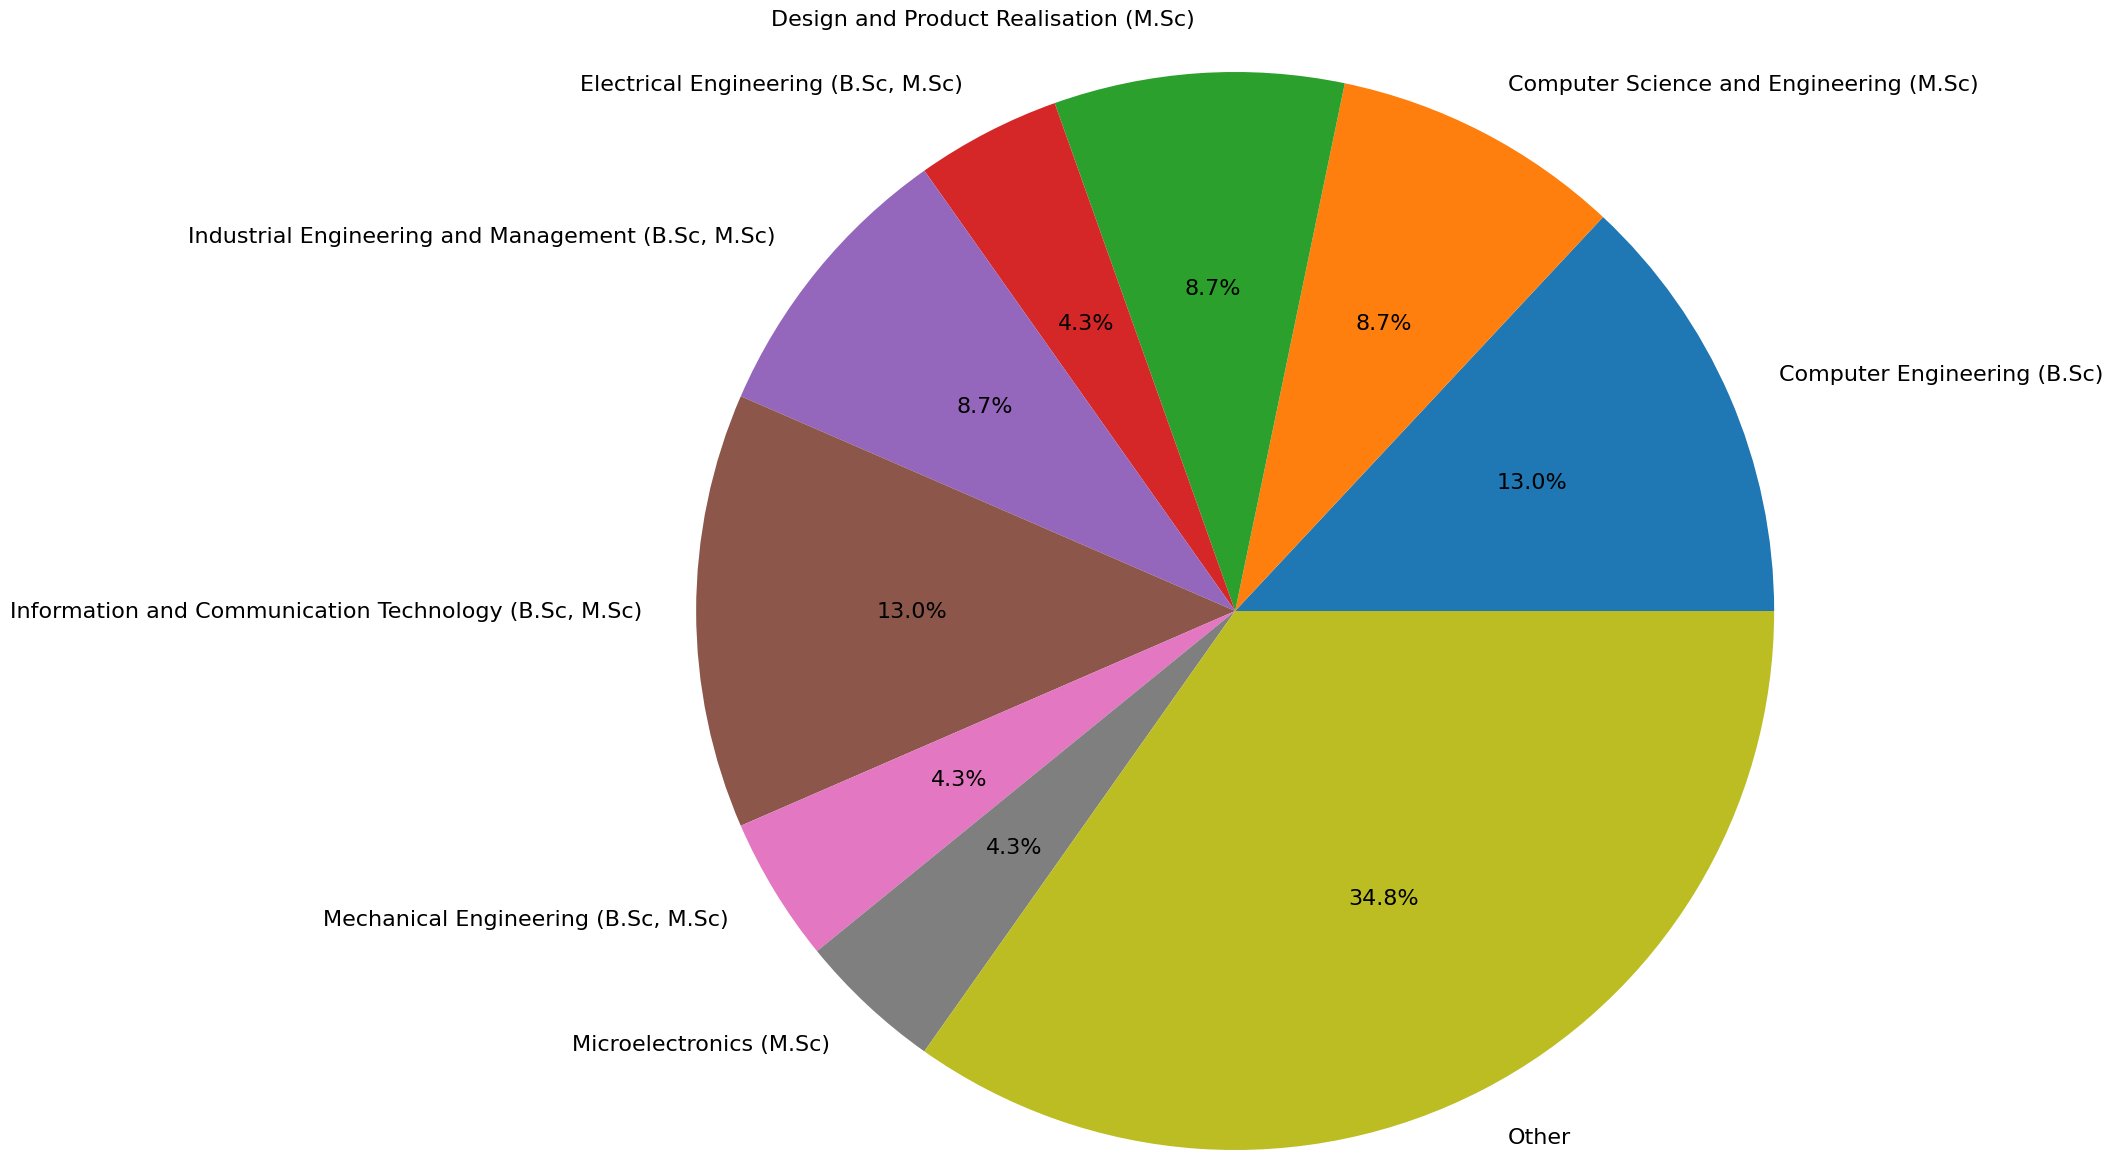 Design and Product Realisation (M.Sc)
Electrical Engineering (B.Sc, M.Sc)
Computer Science and Engineering (M.Sc)
Industrial Engineering and Management (B.Sc, M.Sc)
8.7%
4.3%
8.7%
Computer Engineering (B.Sc)
8.7%
13.0%
Information and Communication Technology (B.Sc, M.Sc)
13.0%
4.3%
4.3%
34.8%
Mechanical Engineering (B.Sc, M.Sc)
Microelectronics (M.Sc)
Other